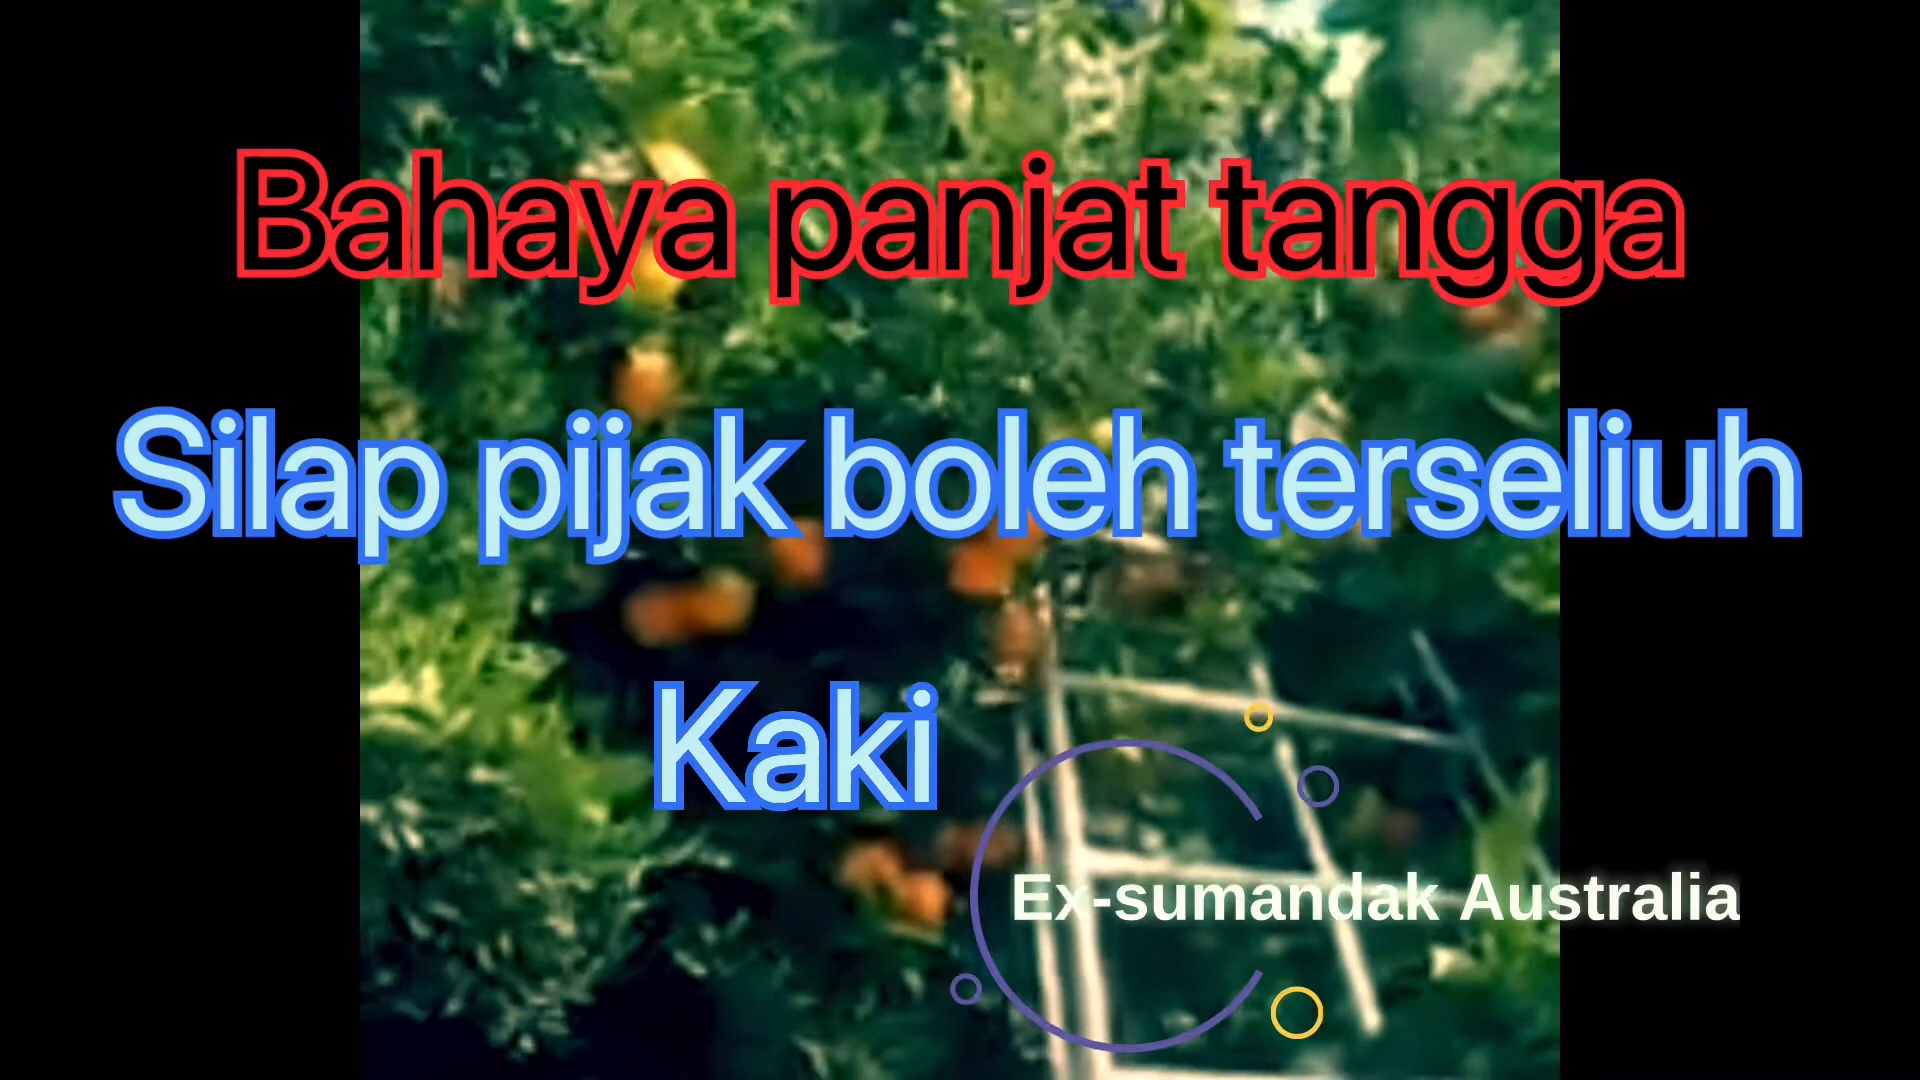 Bahaya panjat tangga
Silap pijak boleh terseliuh
Kaki
Ex-sumandak Australia